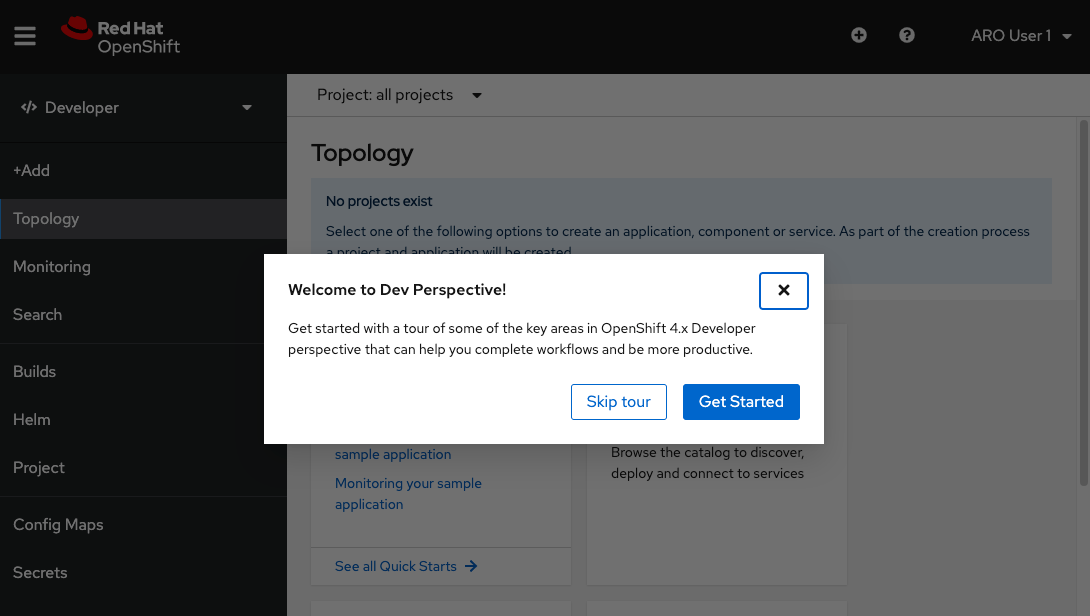 Red Hat
OpenShift
ARO User 1
Developer
Project: all projects
+Add
Topology
Monitoring
Search
Builds
Helm
Project
Config Maps
Secrets
Topology
No projects exist
Select one of the following options to create an application, component or service. As part of the creation process
a project and application will be created
Welcome to Dev Perspective!
Get started with a tour of some of the key areas in OpenShift 4.x Developer
perspective that can help you complete workflows and be more productive.
Skip tour
Get Started
sample application
Monitoring your sample
application
See all Quick Starts
Browse the catalog to discover,
deploy and connect to services